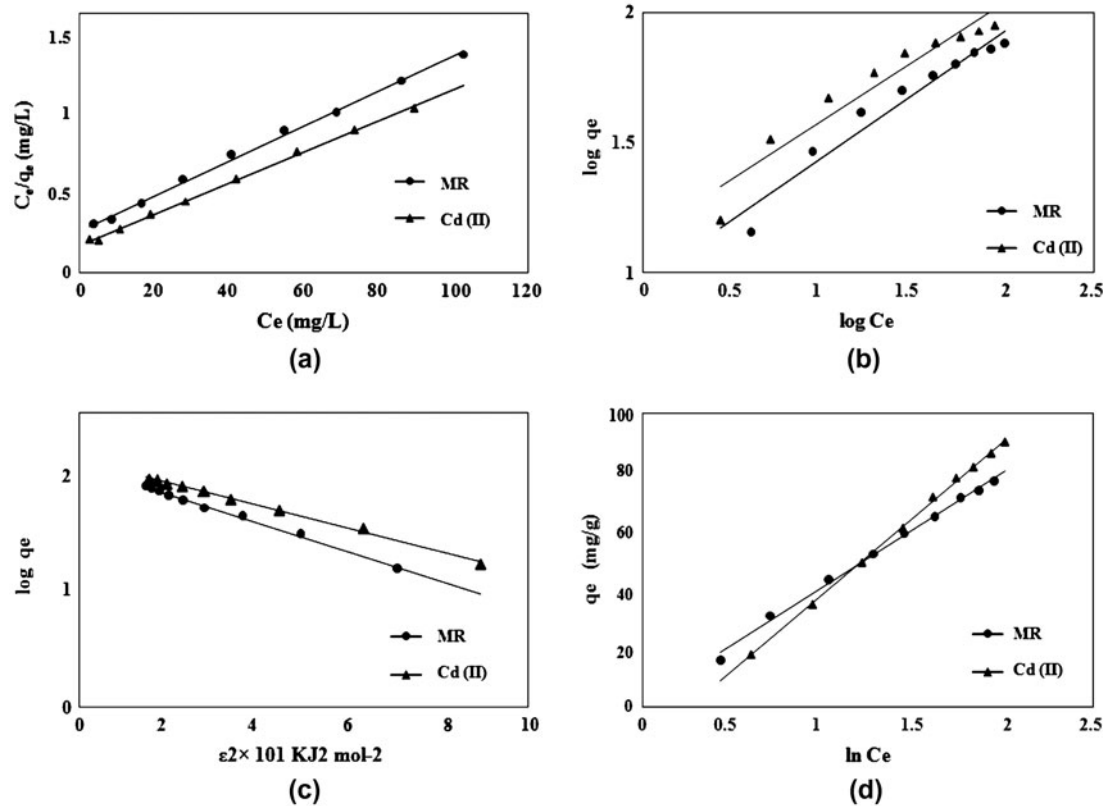 1.5
1
0.5
0
Ce/qe (mg/L)
MR
Cd (II)
0 20 40 60 80 100 120
Ce (mg/L)
(a)
2
1.5
1
log qe
MR
Cd (II)
0 0.5 1 1.5 2 2.5
log Ce
(b)
2
1
0
log qe
MR
Cd (II)
0 2 4 6 8 10
ε2× 101 KJ2 mol-2
(c)
100
80
60
40
20
0
qe (mg/g)
MR
Cd (II)
0 0.5 1 1.5 2 2.5
ln Ce
(d)